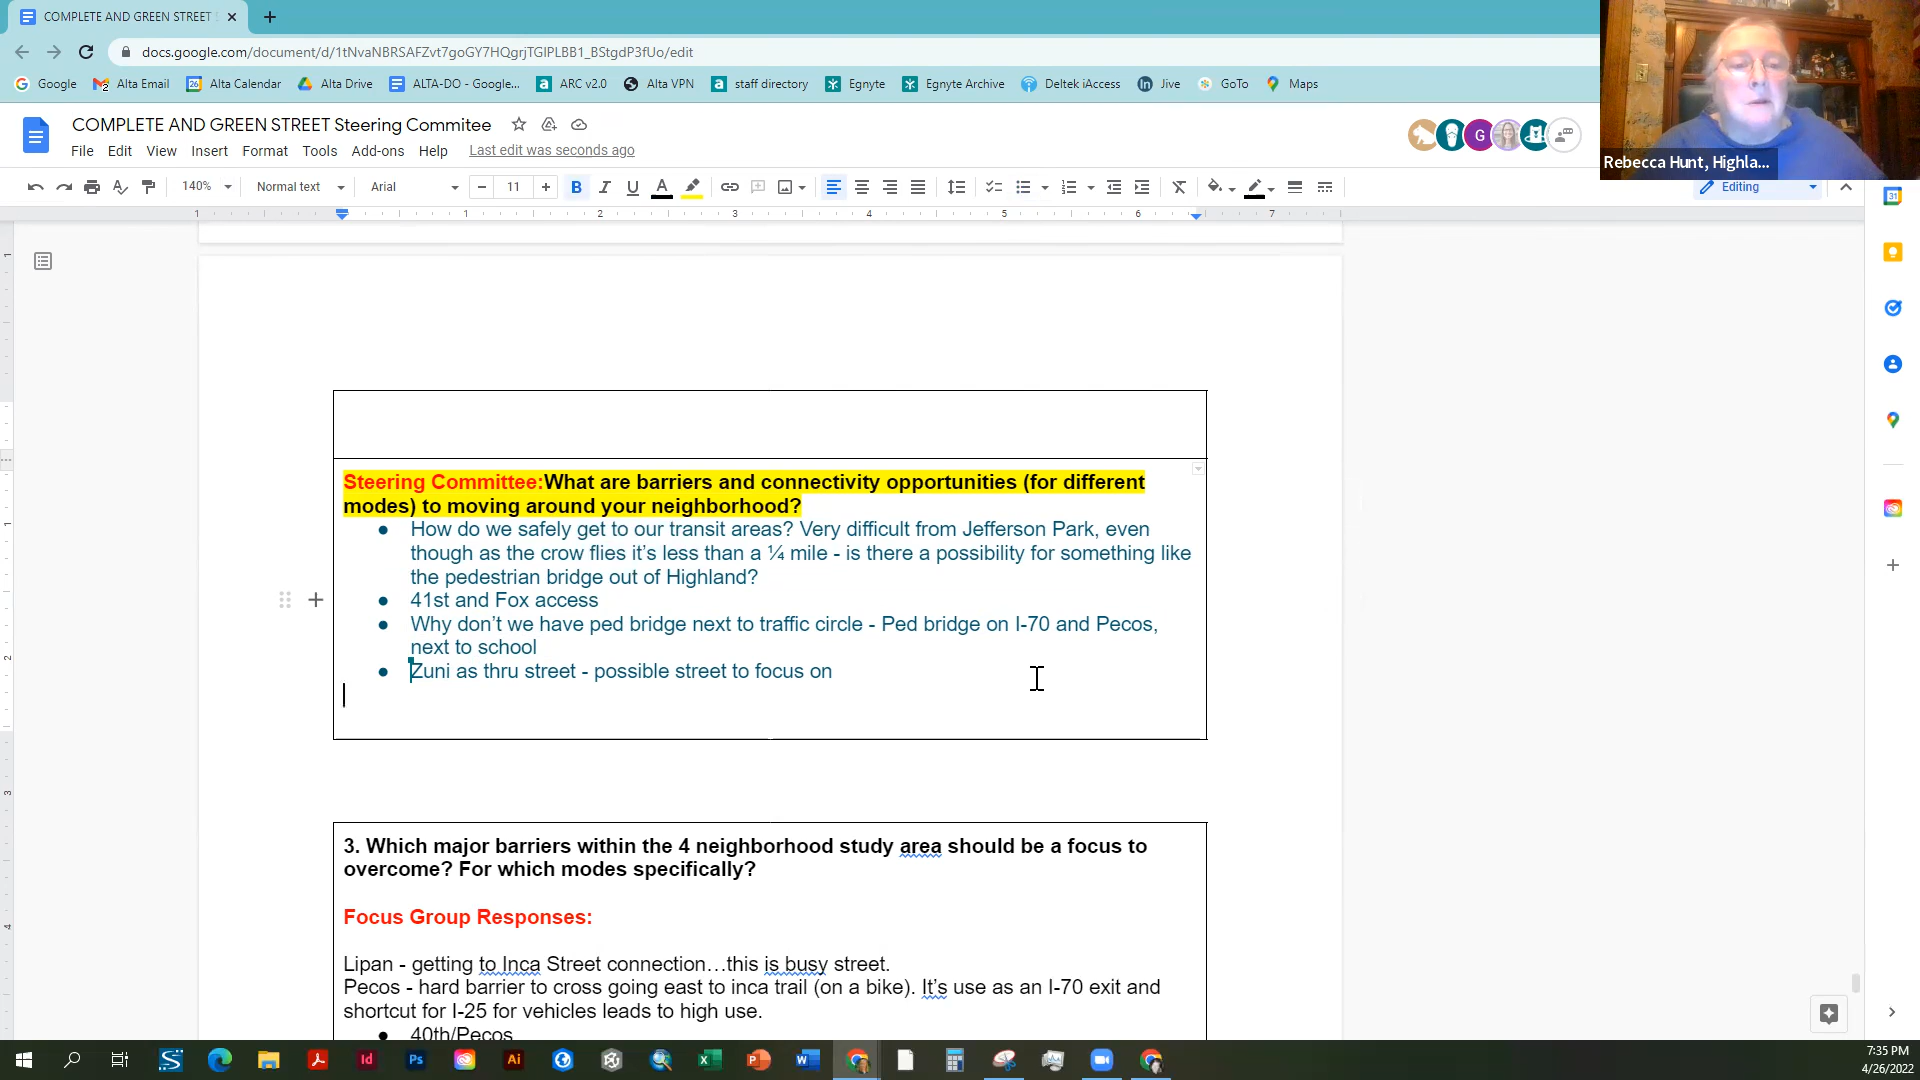 COMPLETE AND GREEN STREET S
docs.google.com/document/d/1tNvaNBRSAFZvt7goGY7HQgrjTGlPLBB1_BStgdP3fUo/edit
Google
Alta Email
Alta Calendar
Alta Drive
ALTA-DO - Google...
ARC v2.0
Alta VPN
staff directory
Egnyte
Egnyte Archive
Deltek iAccess
Jive
GoTo
Maps
Rebecca Hunt, Highla...
COMPLETE AND GREEN STREET Steering Commitee
File Edit View Insert Format Tools Add-ons Help Last edit was seconds ago
G
140% Normal text Arial 11 B I U A Editing
1 1 2 3 4 5 6 7
Steering Committee:What are barriers and connectivity opportunities (for different
modes) to moving around your neighborhood?
● How do we safely get to our transit areas? Very difficult from Jefferson Park, even
though as the crow flies it’s less than a ¼ mile - is there a possibility for something like
the pedestrian bridge out of Highland?
● 41st and Fox access
● Why don’t we have ped bridge next to traffic circle - Ped bridge on I-70 and Pecos,
next to school
● Zuni as thru street - possible street to focus on
3. Which major barriers within the 4 neighborhood study area should be a focus to
overcome? For which modes specifically?
Focus Group Responses:
Lipan - getting to Inca Street connection…this is busy street.
Pecos - hard barrier to cross going east to inca trail (on a bike). It’s use as an I-70 exit and
shortcut for I-25 for vehicles leads to high use.
● 40th/Pecos
7:35 PM
4/26/2022